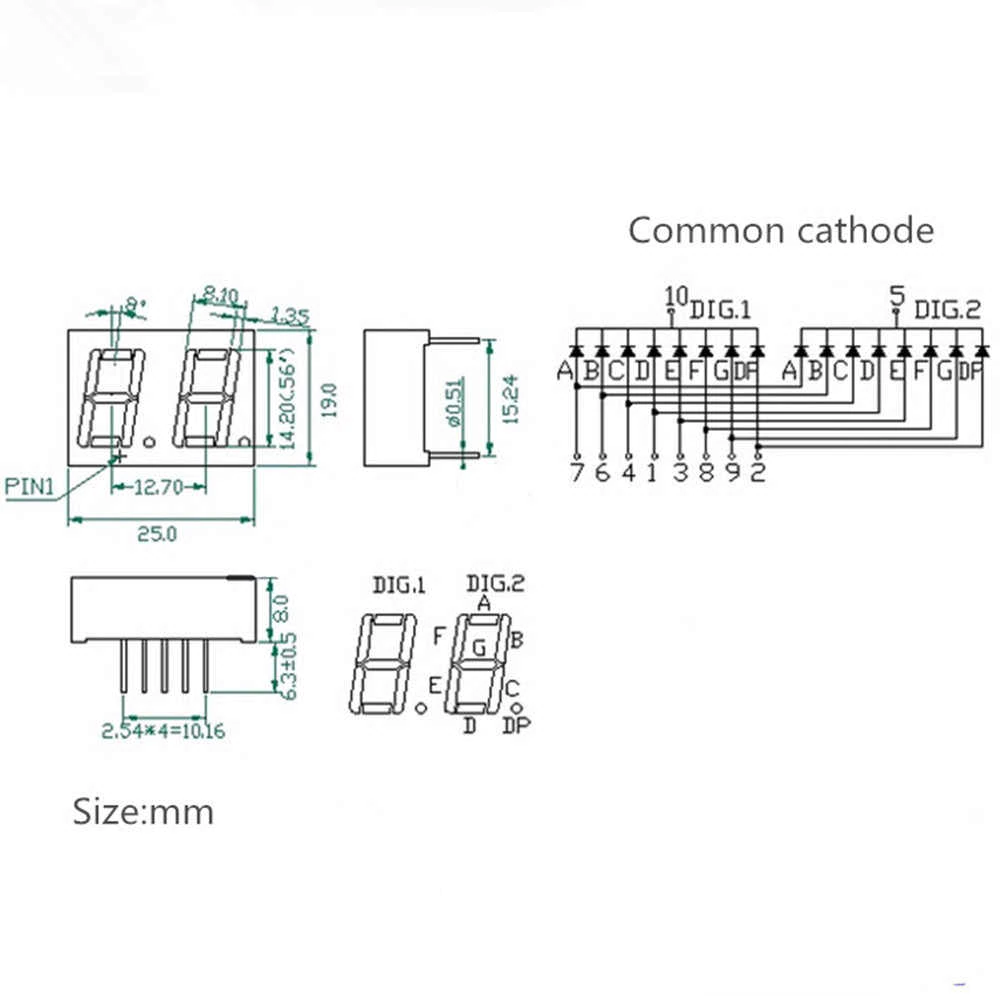 Common cathode
10 DIG.1
5 DIG.2
A B C D E F G DP
A B C D E F G DP
7 6 4 1 3 8 9 2
8°
8.10
1.35
14.20(.56")
19.0
ø0.51
15.24
PIN1
12.70
25.0
8.0
6.3±0.5
2.54*4=10.16
DIG.1
DIG.2
A
F
G
B
E
C
D
DP
Size:mm